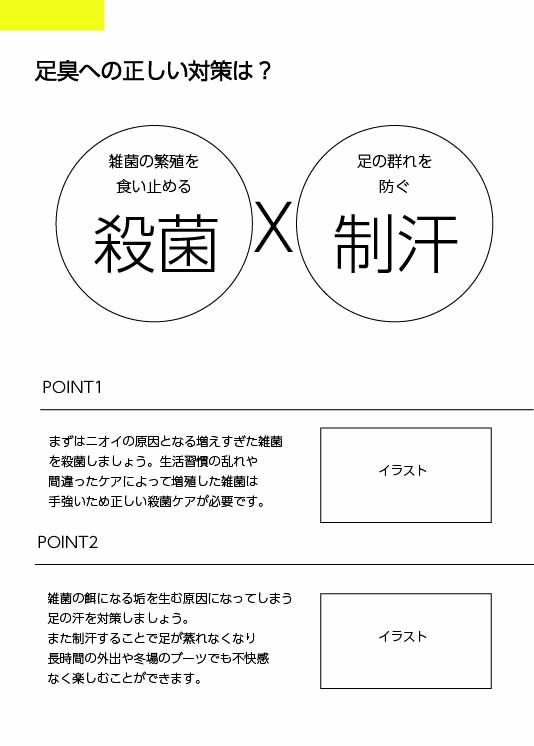 足臭への正しい対策は？
雑菌の繁殖を
食い止める
殺菌
X
足の群れを
防ぐ
制汗
POINT1
まずはニオイの原因となる増えすぎた雑菌
を殺菌しましょう。生活習慣の乱れや
間違ったケアによって増殖した雑菌は
手強いため正しい殺菌ケアが必要です。
イラスト
POINT2
雑菌の餌になる垢を生む原因になってしまう
足の汗を対策しましょう。
また制汗することで足が蒸れなくなり
長時間の外出や冬場のブーツでも不快感
なく楽しむことができます。
イラスト